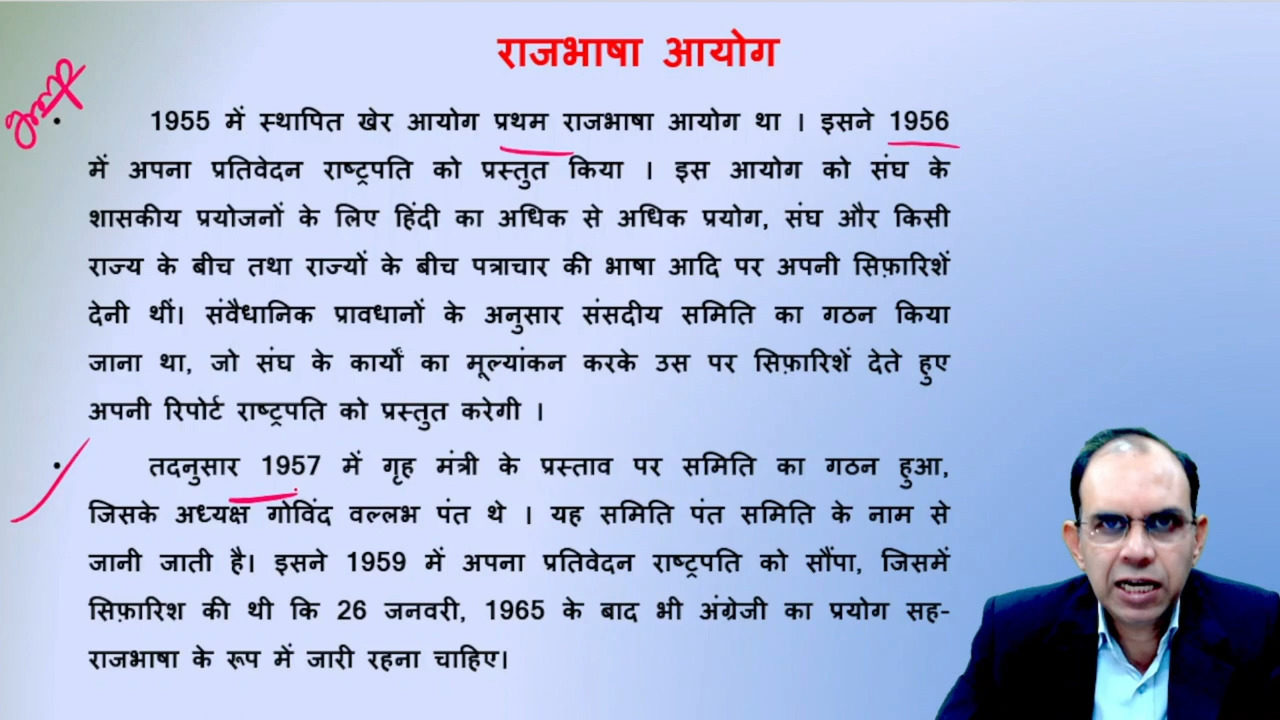 राजभाषा आयोग
• 1955 में स्थापित खेर आयोग प्रथम राजभाषा आयोग था । इसने 1956
में अपना प्रतिवेदन राष्ट्रपति को प्रस्तुत किया । इस आयोग को संघ के
शासकीय प्रयोजनों के लिए हिंदी का अधिक से अधिक प्रयोग, संघ और किसी
राज्य के बीच तथा राज्यों के बीच पत्राचार की भाषा आदि पर अपनी सिफ़ारिशें
देनी थीं। संवैधानिक प्रावधानों के अनुसार संसदीय समिति का गठन किया
जाना था, जो संघ के कार्यों का मूल्यांकन करके उस पर सिफ़ारिशें देते हुए
अपनी रिपोर्ट राष्ट्रपति को प्रस्तुत करेगी ।
• तदनुसार 1957 में गृह मंत्री के प्रस्ताव पर समिति का गठन हुआ,
जिसके अध्यक्ष गोविंद वल्लभ पंत थे । यह समिति पंत समिति के नाम से
जानी जाती है। इसने 1959 में अपना प्रतिवेदन राष्ट्रपति को सौंपा, जिसमें
सिफ़ारिश की थी कि 26 जनवरी, 1965 के बाद भी अंग्रेजी का प्रयोग सह-
राजभाषा के रूप में जारी रहना चाहिए।